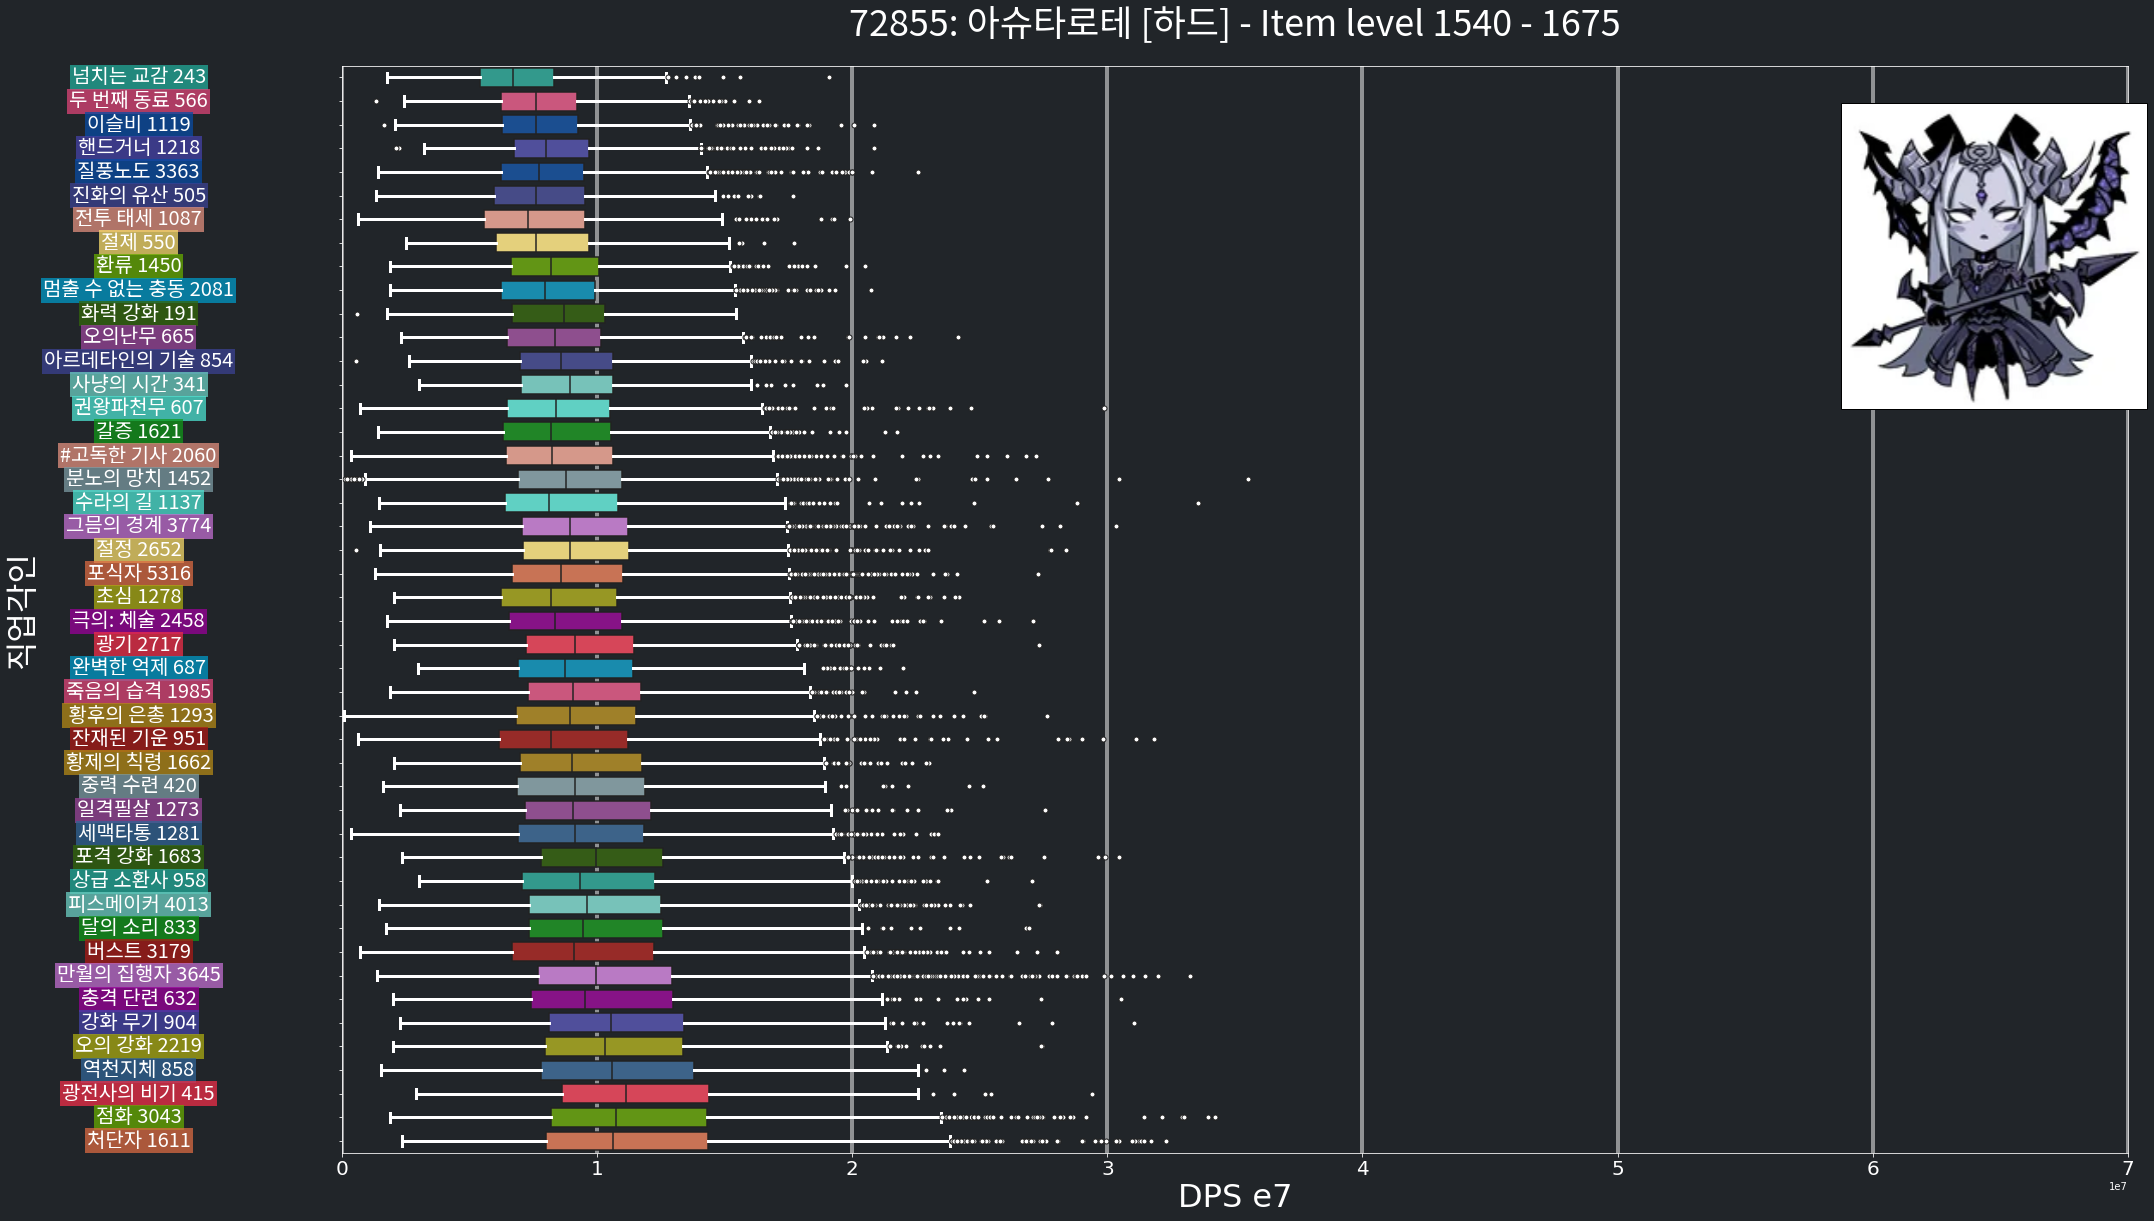 72855: 아슈타로테 [하드] - Item level 1540 - 1675
직업각인
넘치는 교감 243
두 번째 동료 566
이슬비 1119
핸드거너 1218
질풍노도 3363
진화의 유산 505
전투 태세 1087
절제 550
환류 1450
멈출 수 없는 충동 2081
화력 강화 191
오의난무 665
아르데타인의 기술 854
사냥의 시간 341
권왕파천무 607
갈증 1621
#고독한 기사 2060
분노의 망치 1452
수라의 길 1137
그믐의 경계 3774
절정 2652
포식자 5316
초심 1278
극의: 체술 2458
광기 2717
완벽한 억제 687
죽음의 습격 1985
황후의 은총 1293
잔재된 기운 951
황제의 칙령 1662
중력 수련 420
일격필살 1273
세맥타통 1281
포격 강화 1683
상급 소환사 958
피스메이커 4013
달의 소리 833
버스트 3179
만월의 집행자 3645
충격 단련 632
강화 무기 904
오의 강화 2219
역천지체 858
광전사의 비기 415
점화 3043
처단자 1611
0 1 2 3 4 5 6 7
1e7
DPS e7